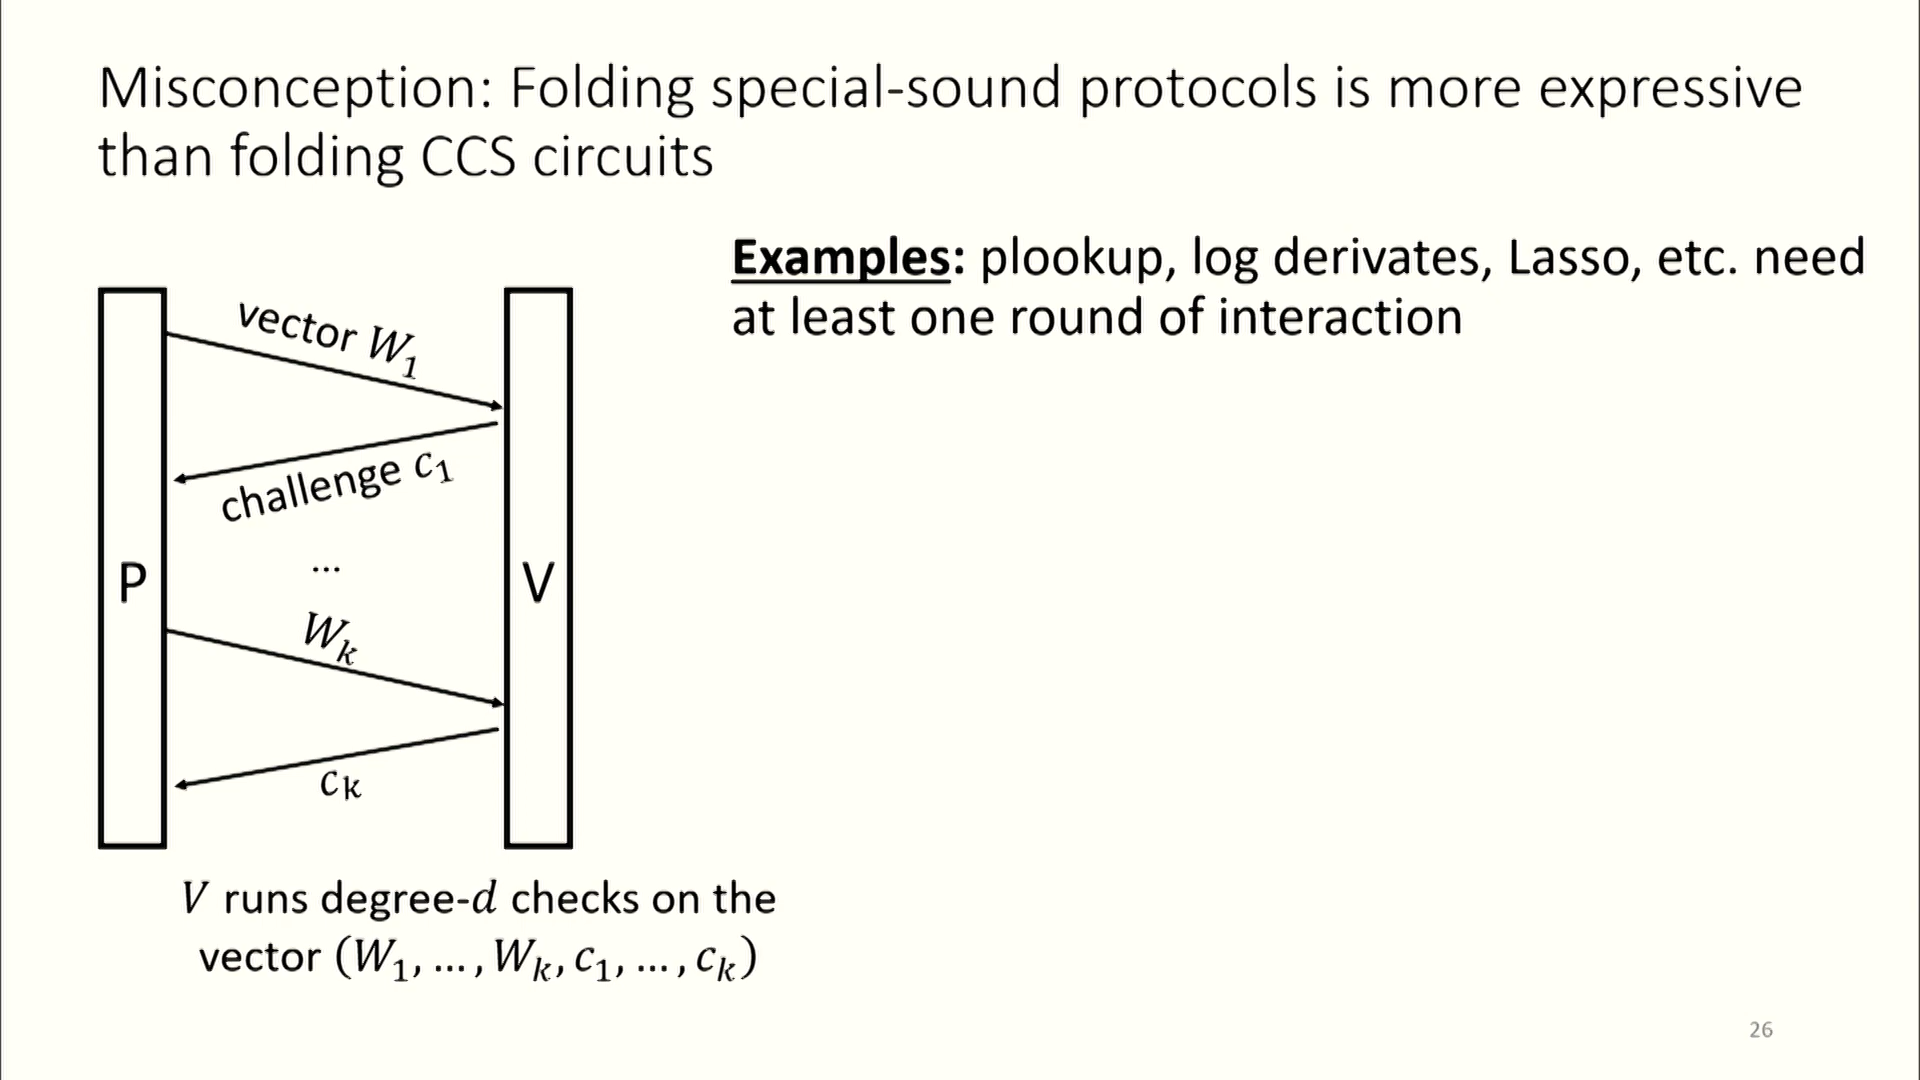 Misconception: Folding special-sound protocols is more expressive
than folding CCS circuits
Examples: plookup, log derivates, Lasso, etc. need
at least one round of interaction
vector W₁
challenge c₁
P
...
V
Wₖ
cₖ
V runs degree-d checks on the
vector (W₁, ..., Wₖ, c₁, ..., cₖ)
26